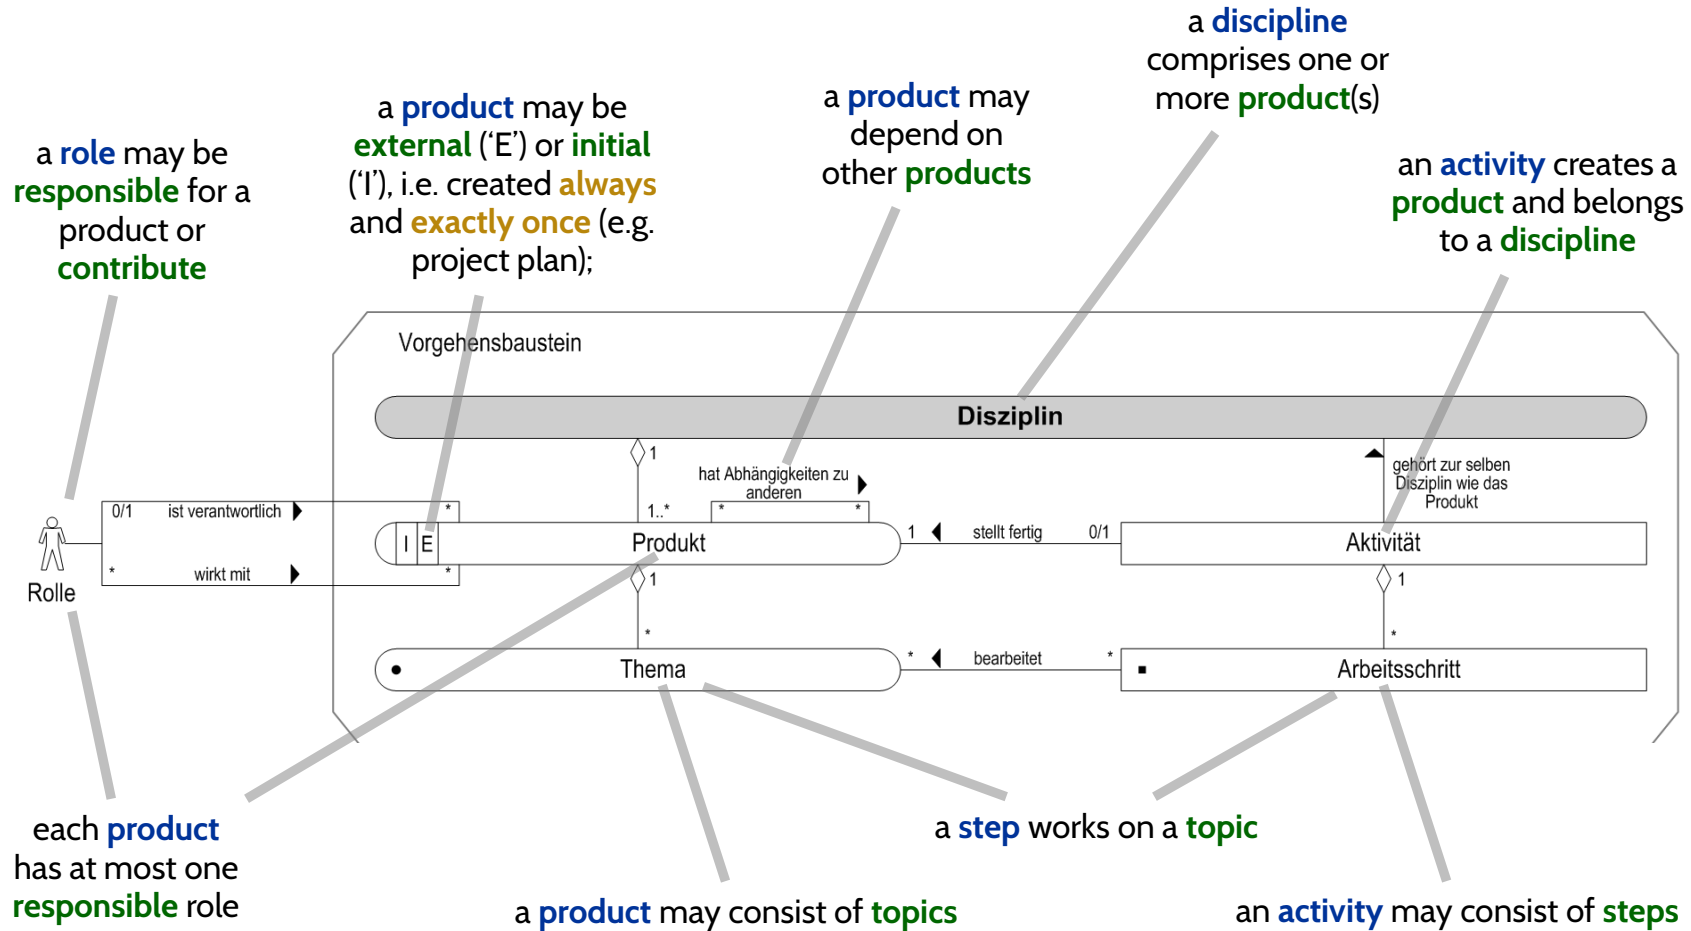 a discipline
comprises one or
more product(s)
a product may
depend on
other products
a product may be
external (‘E’) or initial
(‘I’), i.e. created always
and exactly once (e.g.
project plan);
a role may be
responsible for a
product or
contribute
an activity creates a
product and belongs
to a discipline
Vorgehensbaustein
Disziplin
1
hat Abhängigkeiten zu
anderen
gehört zur selben
Disziplin wie das
Produkt
0/1 ist verantwortlich *
1..* * *
I E Produkt
1 stellt fertig 0/1
Aktivität
* wirkt mit *
Rolle
1
1
*
*
Thema
* bearbeitet *
Arbeitsschritt
each product
has at most one
responsible role
a step works on a topic
a product may consist of topics
an activity may consist of steps